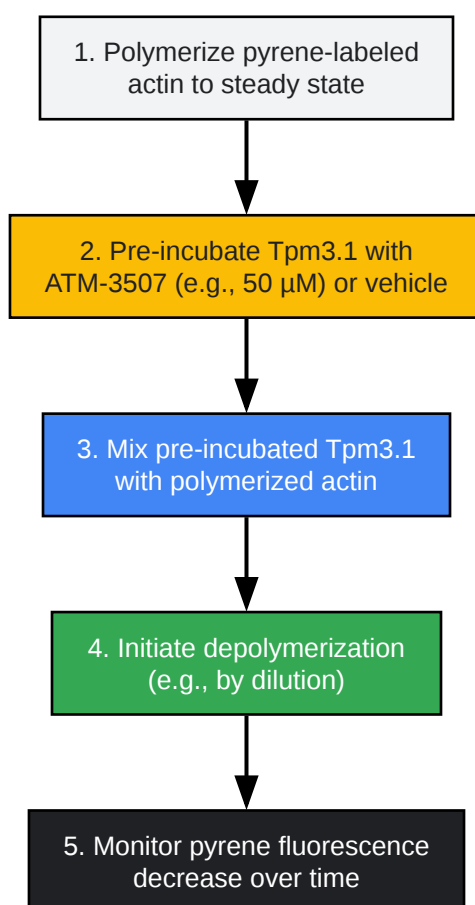 1. Polymerize pyrene-labeled
actin to steady state
2. Pre-incubate Tpm3.1 with
ATM-3507 (e.g., 50 µM) or vehicle
3. Mix pre-incubated Tpm3.1
with polymerized actin
4. Initiate depolymerization
(e.g., by dilution)
5. Monitor pyrene fluorescence
decrease over time